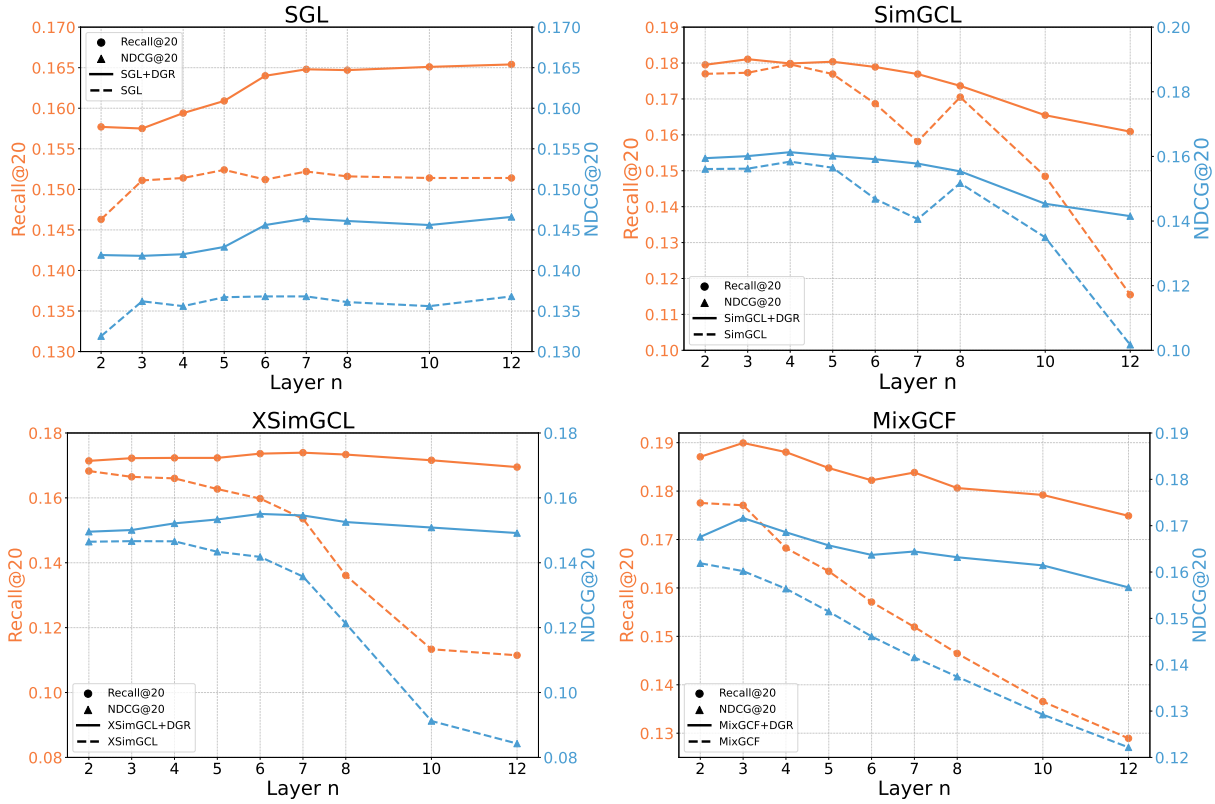 SGL
0.170
0.165
0.160
0.155
0.150
0.145
0.140
0.135
0.130
Recall@20
Recall@20
NDCG@20
SGL+DGR
SGL
0.170
0.165
0.160
0.155
0.150
0.145
0.140
0.135
0.130
NDCG@20
2 3 4 5 6 7 8 10 12
Layer n
SimGCL
0.19
0.18
0.17
0.16
0.15
0.14
0.13
0.12
0.11
0.10
Recall@20
Recall@20
NDCG@20
SimGCL+DGR
SimGCL
0.20
0.18
0.16
0.14
0.12
0.10
NDCG@20
2 3 4 5 6 7 8 10 12
Layer n
XSimGCL
0.18
0.16
0.14
0.12
0.10
0.08
Recall@20
Recall@20
NDCG@20
XSimGCL+DGR
XSimGCL
0.18
0.16
0.14
0.12
0.10
0.08
NDCG@20
2 3 4 5 6 7 8 10 12
Layer n
MixGCF
0.19
0.18
0.17
0.16
0.15
0.14
0.13
Recall@20
Recall@20
NDCG@20
MixGCF+DGR
MixGCF
0.19
0.18
0.17
0.16
0.15
0.14
0.13
0.12
NDCG@20
2 3 4 5 6 7 8 10 12
Layer n